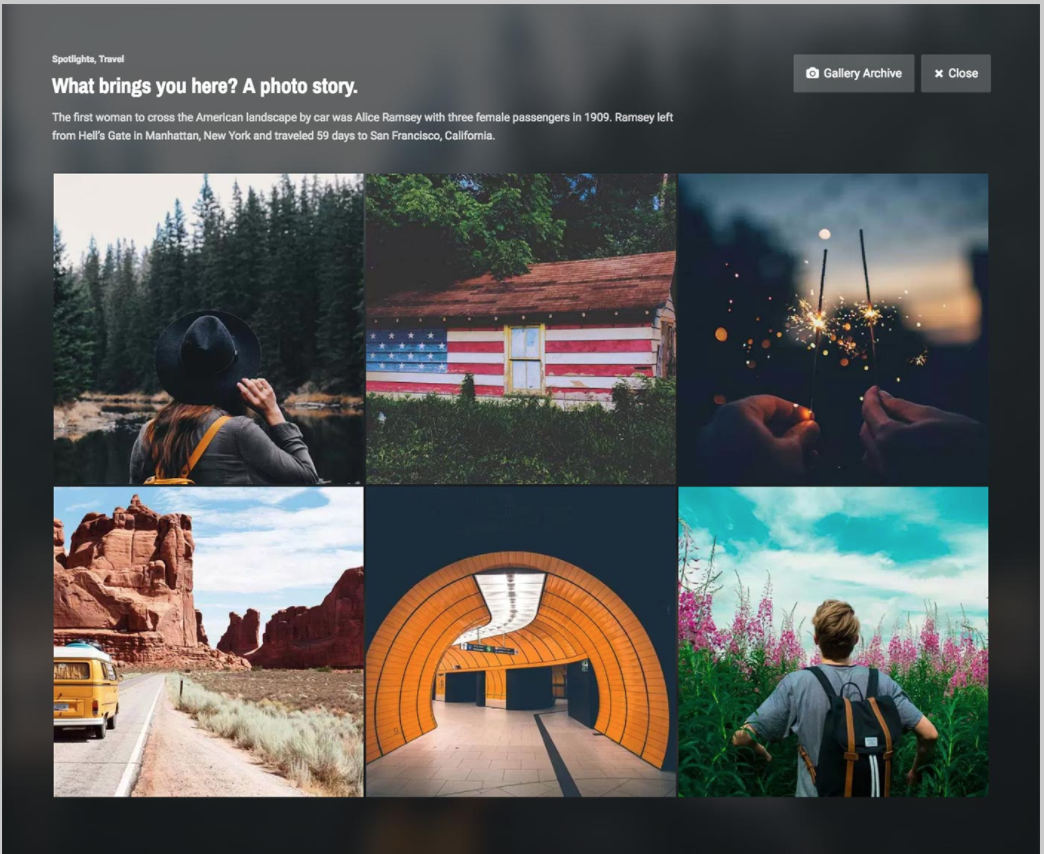 Spotlights, Travel
What brings you here? A photo story.
Gallery Archive
Close
The first woman to cross the American landscape by car was Alice Ramsey with three female passengers in 1909. Ramsey left
from Hell's Gate in Manhattan, New York and traveled 59 days to San Francisco, California.